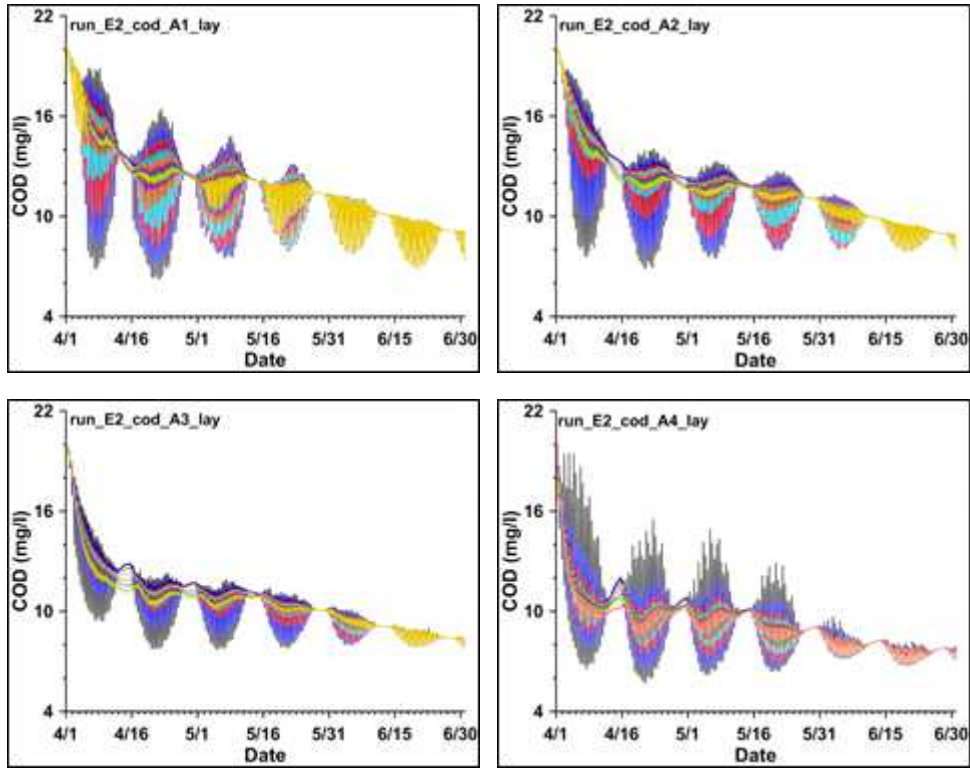 22
run_E2_cod_A1_lay
16
COD (mg/l)
10
4
4/1 4/16 5/1 5/16 5/31 6/15 6/30
Date
22
run_E2_cod_A2_lay
16
COD (mg/l)
10
4
4/1 4/16 5/1 5/16 5/31 6/15 6/30
Date
22
run_E2_cod_A3_lay
16
COD (mg/l)
10
4
4/1 4/16 5/1 5/16 5/31 6/15 6/30
Date
22
run_E2_cod_A4_lay
16
COD (mg/l)
10
4
4/1 4/16 5/1 5/16 5/31 6/15 6/30
Date